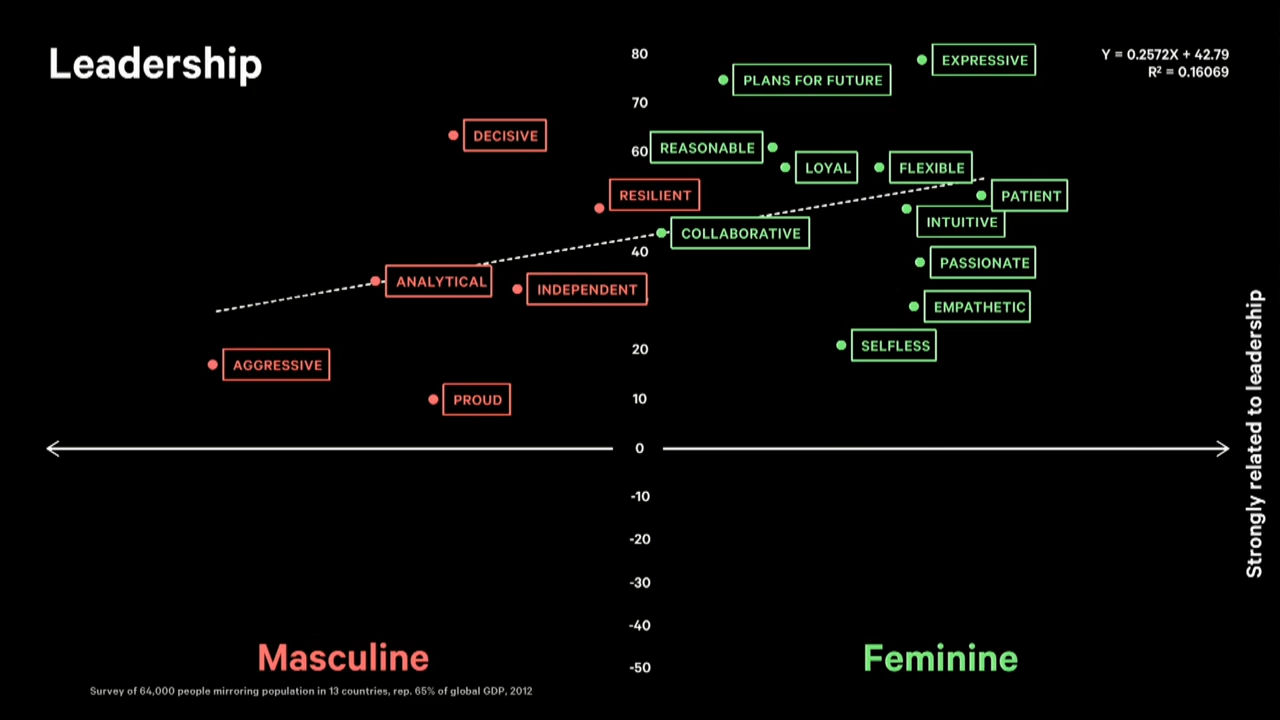 Leadership
80
EXPRESSIVE
Y = 0.2572X + 42.79
R² = 0.16069
PLANS FOR FUTURE
70
DECISIVE
60
REASONABLE
LOYAL
FLEXIBLE
RESILIENT
PATIENT
INTUITIVE
COLLABORATIVE
40
PASSIONATE
ANALYTICAL
INDEPENDENT
EMPATHETIC
20
SELFLESS
AGGRESSIVE
10
PROUD
0
-10
-20
-30
-40
-50
Strongly related to leadership
Masculine
Feminine
Survey of 64,000 people mirroring population in 13 countries, rep. 65% of global GDP, 2012